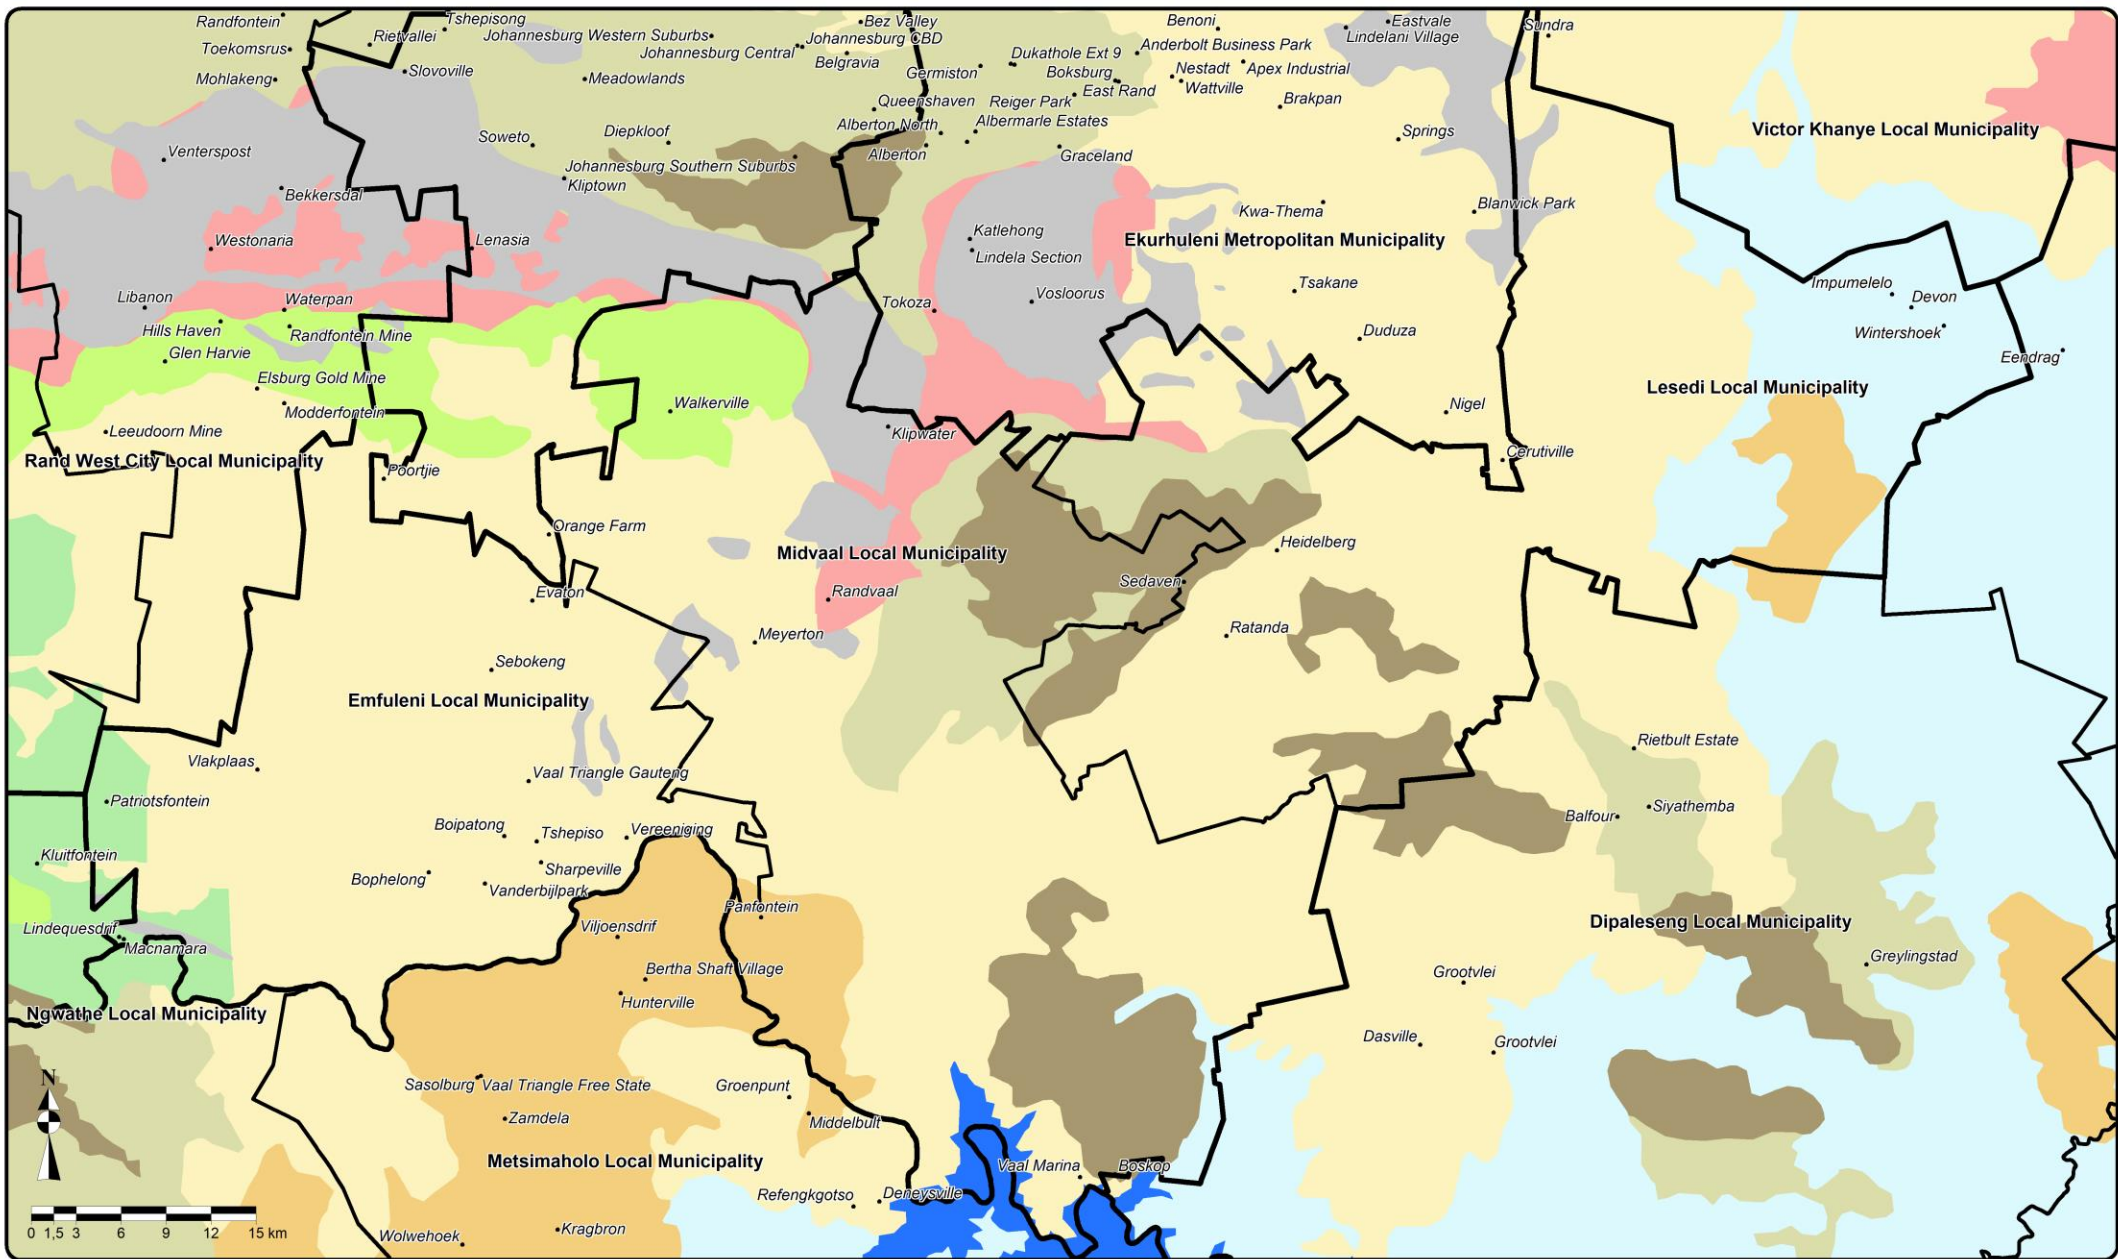 Randfontein
Tshepisong
Rietvallei
Toekomsrus
Mohlakeng
Slovoville
Johannesburg Western Suburbs
Johannesburg Central
Bez Valley
Johannesburg CBD
Belgravia
Meadowlands
Germiston
Dukathole Ext 9
Benoni
Anderbolt Business Park
Boksburg
Nestadt
Apex Industrial
East Rand
Wattville
Eastvale
Lindelani Village
Sundra
Brakpan
Queenshaven
Reiger Park
Alberton North
Albermarle Estates
Alberton
Graceland
Springs
Victor Khanye Local Municipality
Venterspost
Soweto
Diepkloof
Johannesburg Southern Suburbs
Kliptown
Bekkersdal
Westonaria
Lenasia
Katlehong
Lindela Section
Kwa-Thema
Blanwick Park
Ekurhuleni Metropolitan Municipality
Tsakane
Impumelelo
Devon
Wintershoek
Eendrag
Libanon
Waterpan
Hills Haven
Randfontein Mine
Glen Harvie
Tokoza
Vosloorus
Duduza
Elsburg Gold Mine
Modderfontein
Walkerville
Nigel
Lesedi Local Municipality
Leeudoorn Mine
Klipwater
Rand West City Local Municipality
Poortjie
Cerutiville
Orange Farm
Midvaal Local Municipality
Heidelberg
Sedaven
Evaton
Randvaal
Meyerton
Ratanda
Sebokeng
Emfuleni Local Municipality
Vlakplaas
Vaal Triangle Gauteng
Rietbult Estate
Patriotsfontein
Siyathemba
Balfour
Boipatong
Tshepiso
Vereeniging
Kluitfontein
Sharpeville
Bophelong
Vanderbijlpark
Panfontein
Lindequesdrif
Macnamara
Viljoensdrif
Dipaleseng Local Municipality
Greylingstad
Bertha Shaft Village
Hunterville
Grootvlei
Ngwathe Local Municipality
Dasville
Grootvlei
N
Sasolburg
Vaal Triangle Free State
Groenpunt
Zamdela
Middelbult
Metsimaholo Local Municipality
Vaal Marina
Boskop
Refengkgotso
Deneysville
Kragbron
Wolwehoek
0 1,5 3 6 9 12 15 km